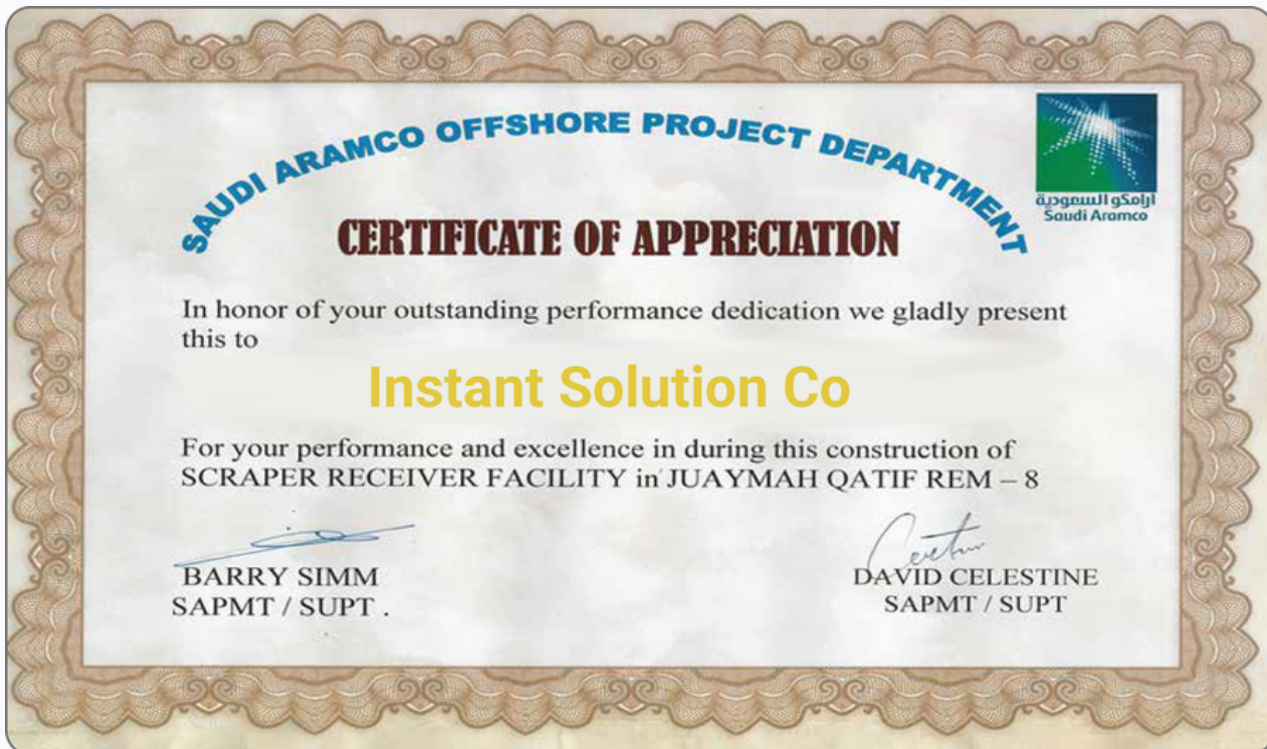 SAUDI ARAMCO OFFSHORE PROJECT DEPARTMENT
أرامكو السعودية
Saudi Aramco
CERTIFICATE OF APPRECIATION
In honor of your outstanding performance dedication we gladly present
this to
Instant Solution Co
For your performance and excellence in during this construction of
SCRAPER RECEIVER FACILITY in JUAYMAH QATIF REM – 8
BARRY SIMM
SAPMT / SUPT .
DAVID CELESTINE
SAPMT / SUPT